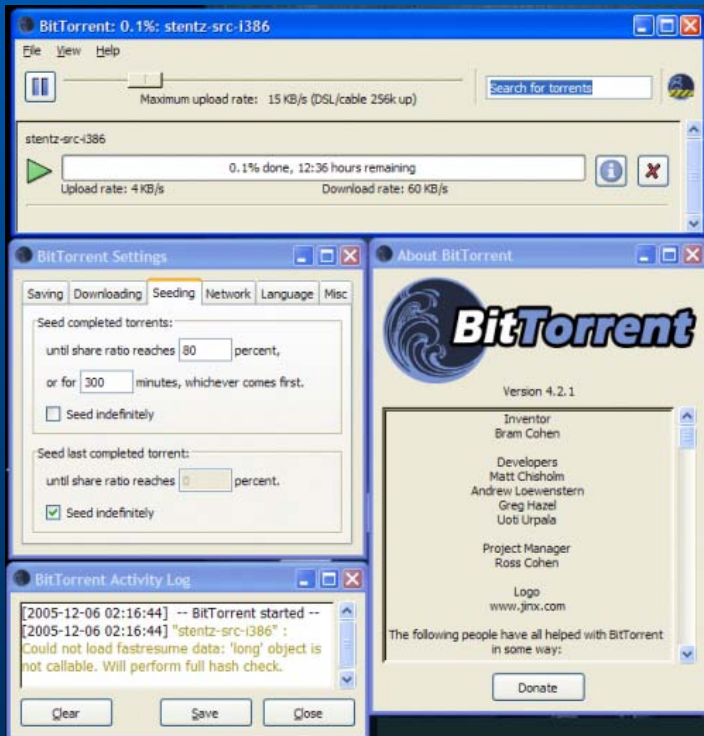 BitTorrent: 0.1%: stentz-src-i386
File View Help
Maximum upload rate: 15 KB/s (DSL/cable 256k up)
Search for torrents
stentz-src-i386
0.1% done, 12:36 hours remaining
Upload rate: 4 KB/s Download rate: 60 KB/s
BitTorrent Settings
Saving Downloading Seeding Network Language Misc
Seed completed torrents:
until share ratio reaches 80 percent,
or for 300 minutes, whichever comes first.
Seed indefinitely
Seed last completed torrent:
until share ratio reaches 0 percent.
Seed indefinitely
About BitTorrent
BitTorrent
Version 4.2.1
Inventor
Bram Cohen
Developers
Matt Chisholm
Andrew Loewenstern
Greg Hazel
Uoti Urpala
Project Manager
Ross Cohen
Logo
www.jinx.com
The following people have all helped with BitTorrent
in some way:
Donate
BitTorrent Activity Log
[2005-12-06 02:16:44] -- BitTorrent started --
[2005-12-06 02:16:44] "stentz-src-i386" :
Could not load fastresume data: 'long' object is
not callable. Will perform full hash check.
Clear Save Close